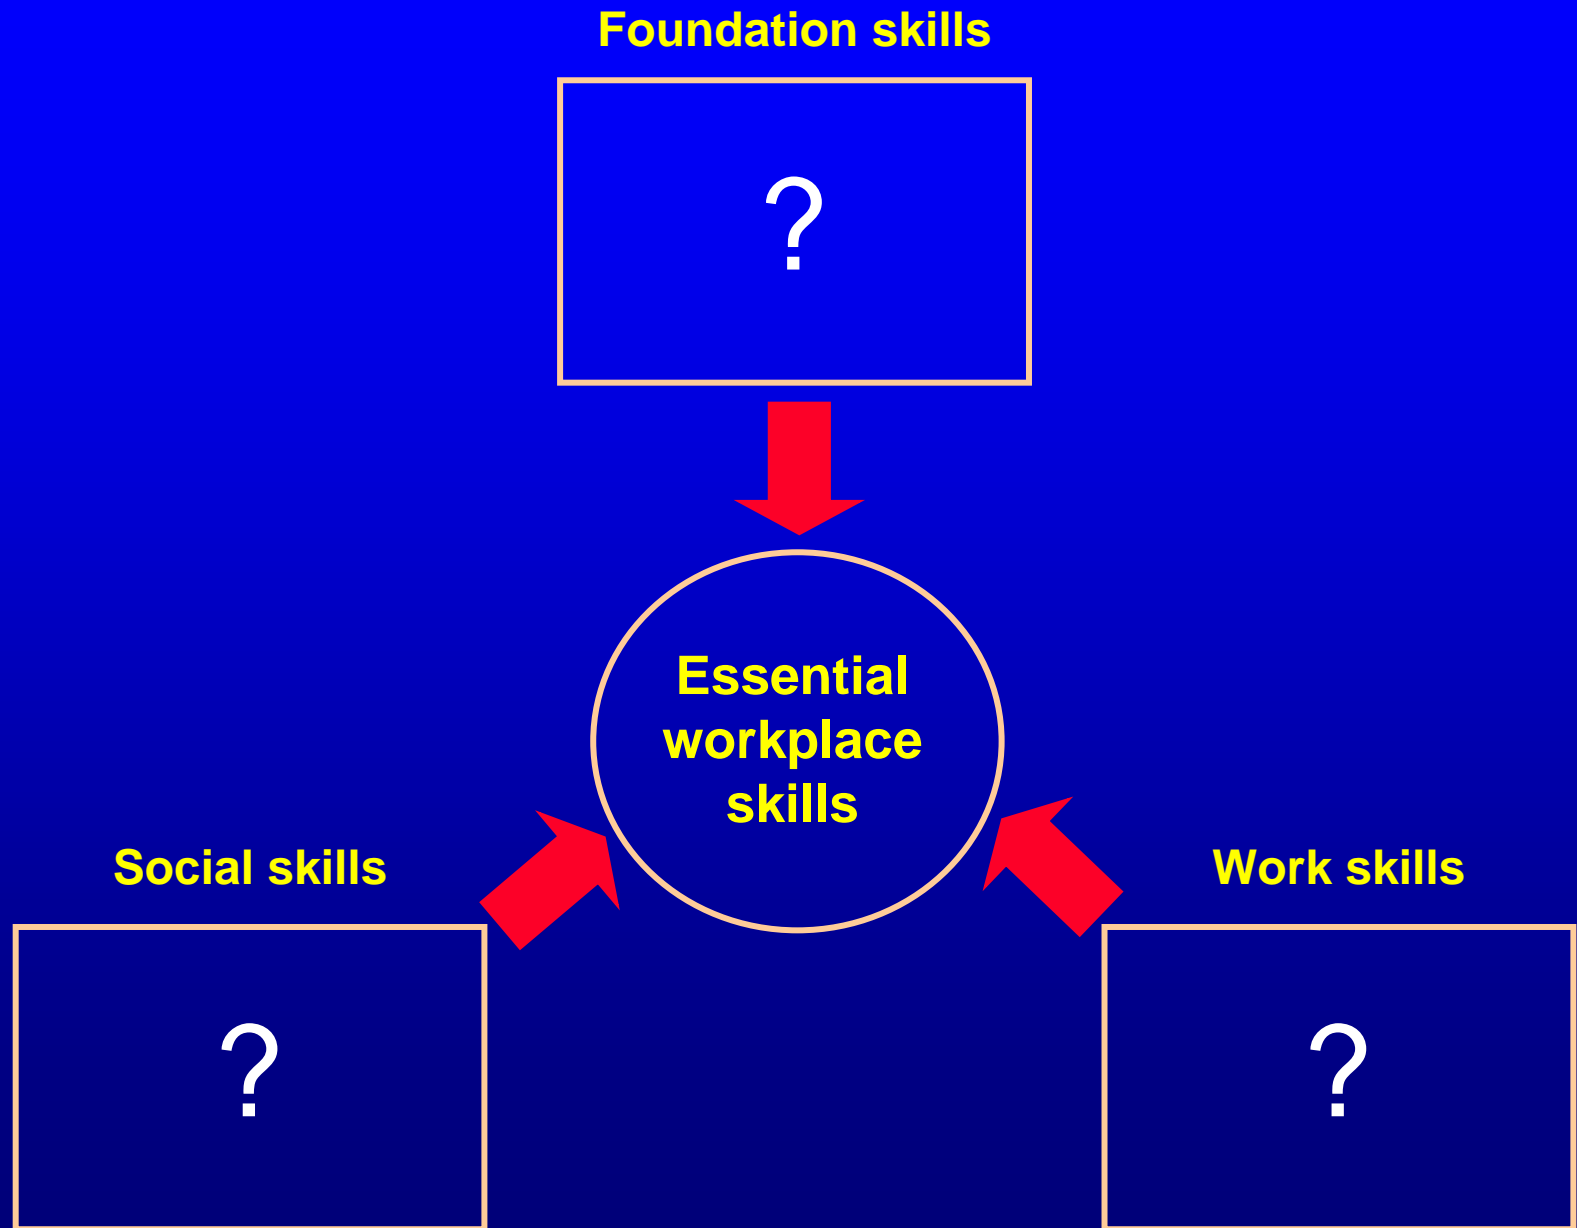 Foundation skills
?
Essential
workplace
skills
Social skills
Work skills
?
?